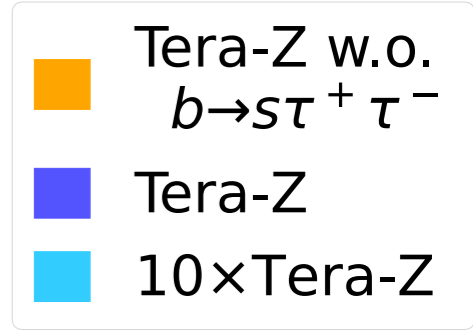 Tera-Z w.o.
b→sτ⁺τ⁻
Tera-Z
10×Tera-Z